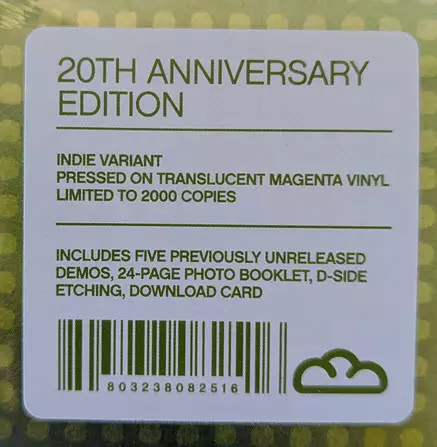 20TH ANNIVERSARY
EDITION
INDIE VARIANT
PRESSED ON TRANSLUCENT MAGENTA VINYL
LIMITED TO 2000 COPIES
INCLUDES FIVE PREVIOUSLY UNRELEASED
DEMOS, 24-PAGE PHOTO BOOKLET, D-SIDE
ETCHING, DOWNLOAD CARD
803238082516